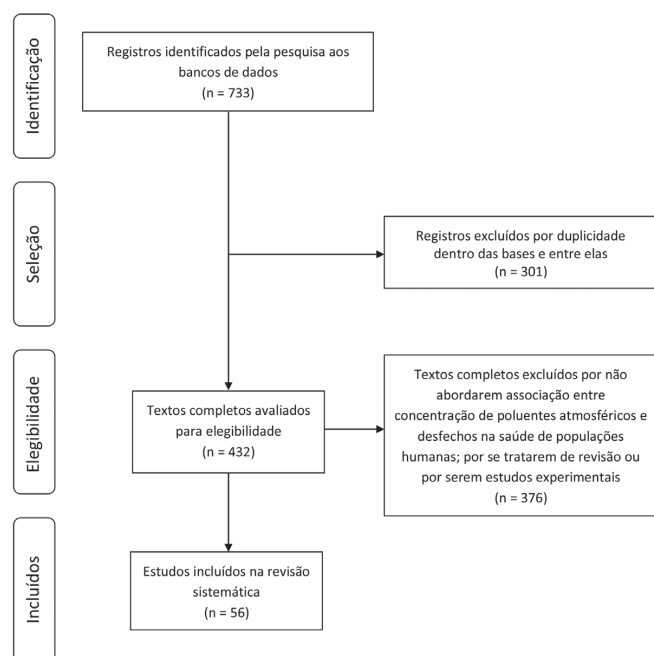 Identificação
Registros identificados pela pesquisa aos
bancos de dados
(n = 733)
Seleção
Registros excluídos por duplicidade
dentro das bases e entre elas
(n = 301)
Elegibilidade
Textos completos avaliados
para elegibilidade
(n = 432)
Textos completos excluídos por não
abordarem associação entre
concentração de poluentes atmosféricos e
desfechos na saúde de populações
humanas; por se tratarem de revisão ou
por serem estudos experimentais
(n = 376)
Incluídos
Estudos incluídos na revisão
sistemática
(n = 56)